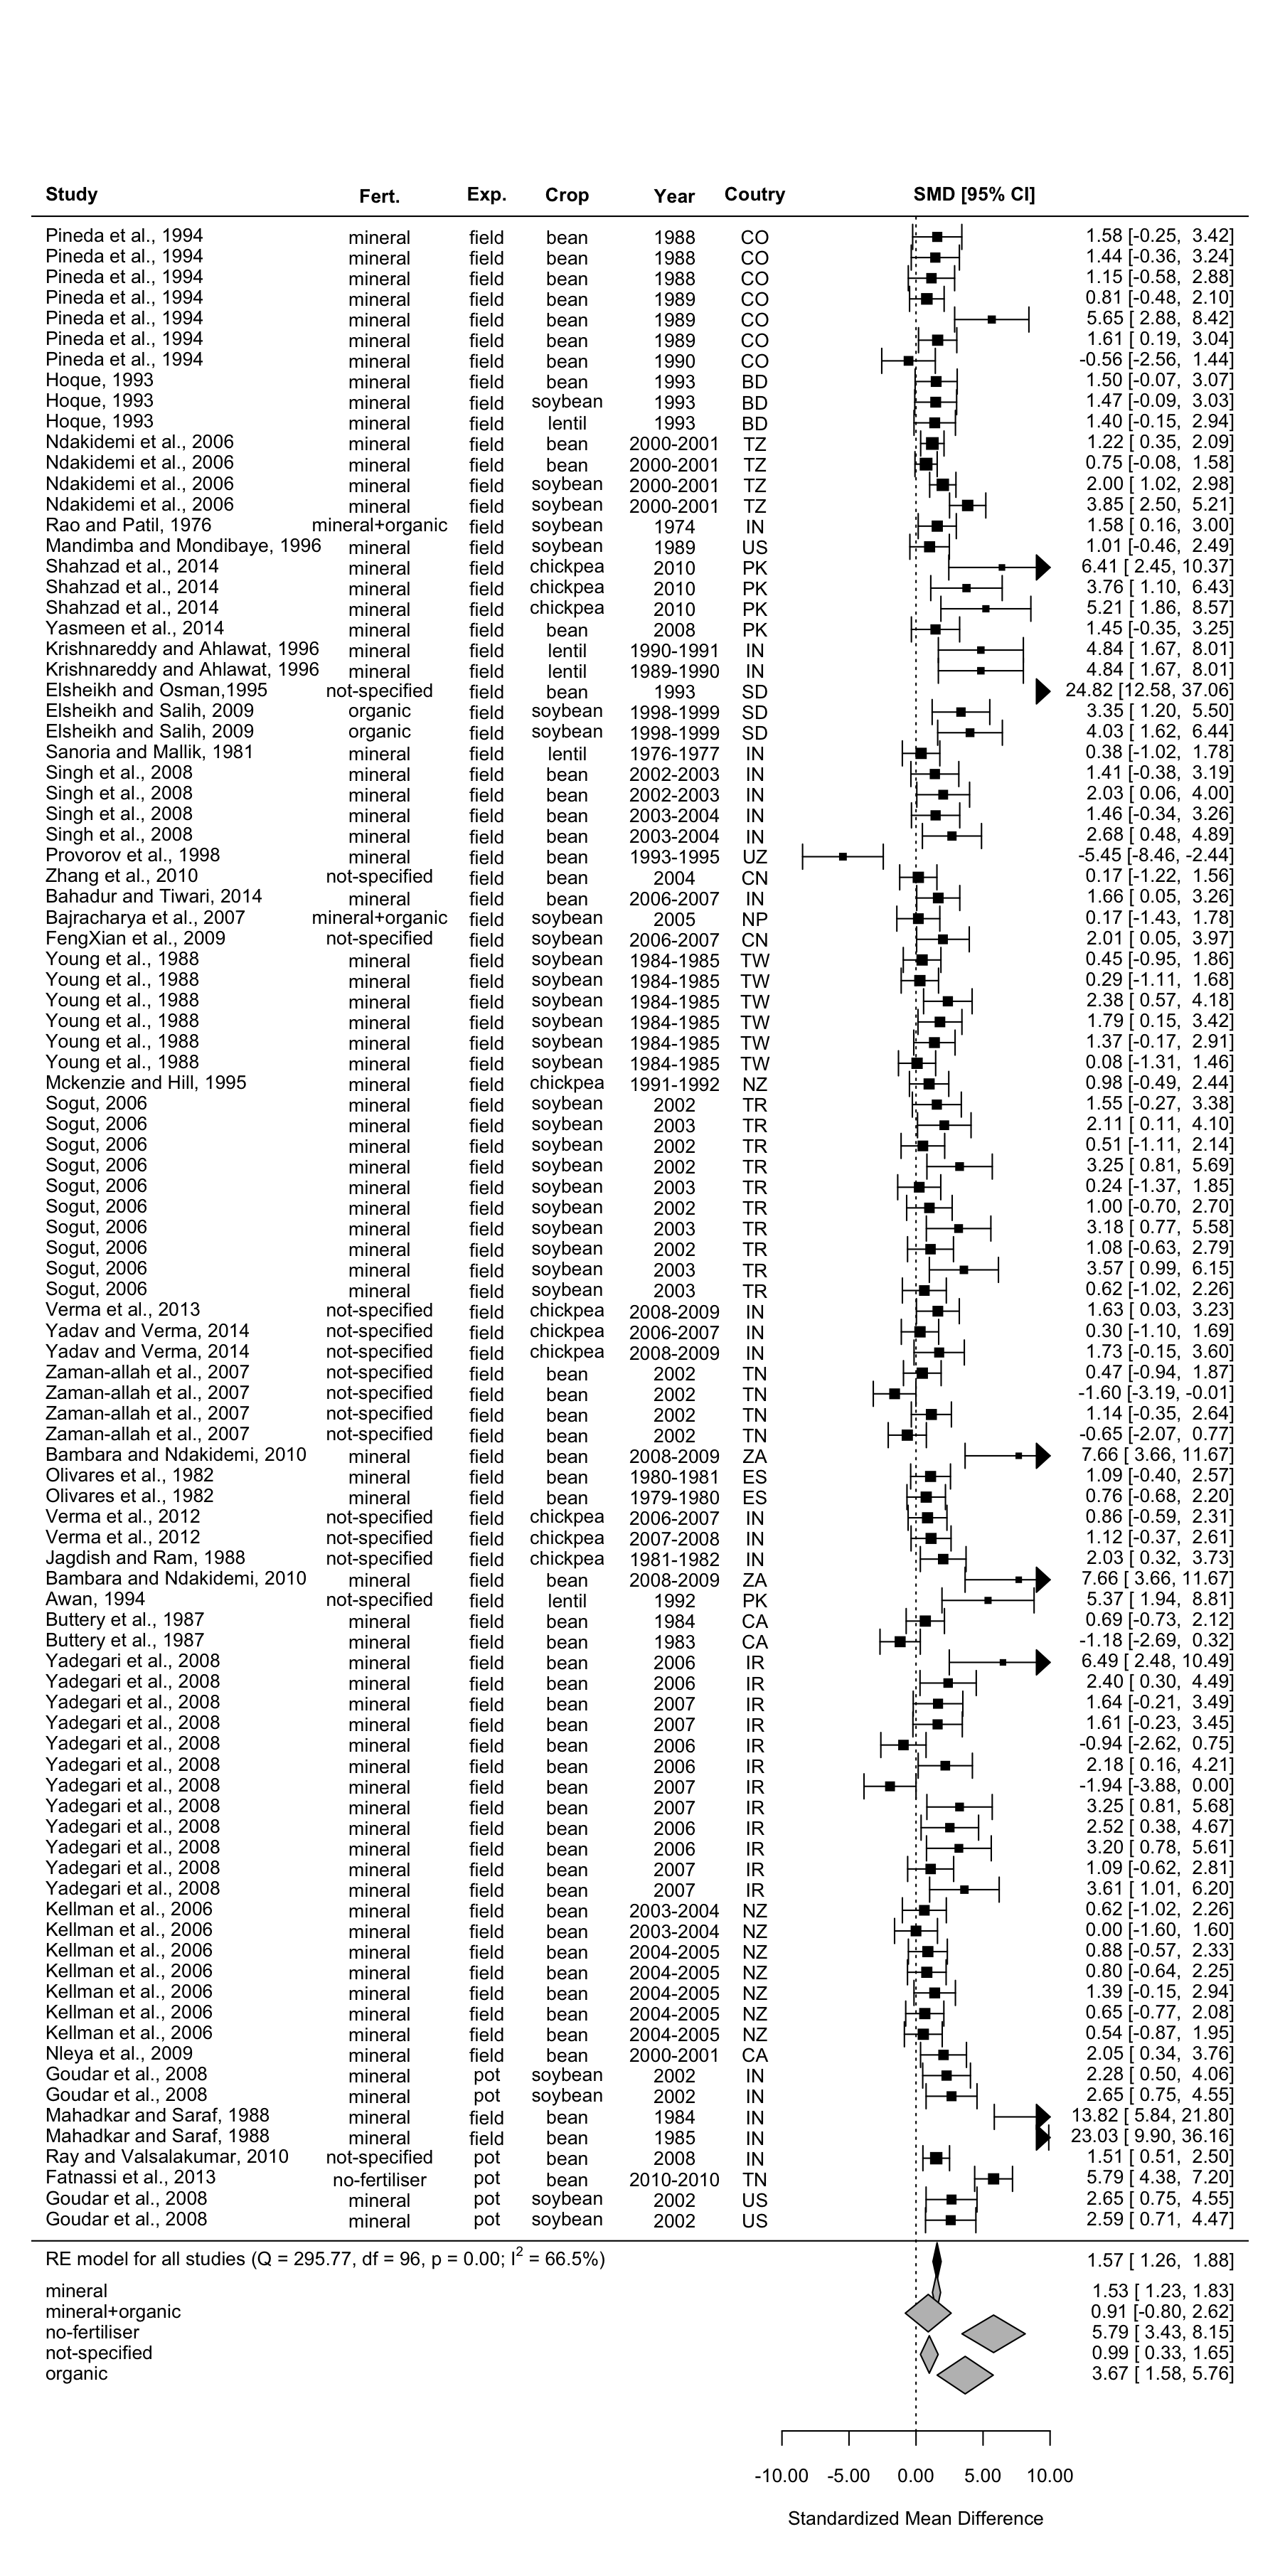 Study Fert. Exp. Crop Year Coutry SMD [95% CI]
Pineda et al., 1994 mineral field bean 1988 CO 1.58 [-0.25, 3.42]
Pineda et al., 1994 mineral field bean 1988 CO 1.44 [-0.36, 3.24]
Pineda et al., 1994 mineral field bean 1988 CO 1.15 [-0.58, 2.88]
Pineda et al., 1994 mineral field bean 1989 CO 0.81 [-0.48, 2.10]
Pineda et al., 1994 mineral field bean 1989 CO 5.65 [ 2.88, 8.42]
Pineda et al., 1994 mineral field bean 1989 CO 1.61 [ 0.19, 3.04]
Pineda et al., 1994 mineral field bean 1990 CO -0.56 [-2.56, 1.44]
Hoque, 1993 mineral field bean 1993 BD 1.50 [-0.07, 3.07]
Hoque, 1993 mineral field soybean 1993 BD 1.47 [-0.09, 3.03]
Hoque, 1993 mineral field lentil 1993 BD 1.40 [-0.15, 2.94]
Ndakidemi et al., 2006 mineral field bean 2000-2001 TZ 1.22 [ 0.35, 2.09]
Ndakidemi et al., 2006 mineral field bean 2000-2001 TZ 0.75 [-0.08, 1.58]
Ndakidemi et al., 2006 mineral field soybean 2000-2001 TZ 2.00 [ 1.02, 2.98]
Ndakidemi et al., 2006 mineral field soybean 2000-2001 TZ 3.85 [ 2.50, 5.21]
Rao and Patil, 1976 mineral+organic field soybean 1974 IN 1.58 [ 0.16, 3.00]
Mandimba and Mondibaye, 1996 mineral field soybean 1989 US 1.01 [-0.46, 2.49]
Shahzad et al., 2014 mineral field chickpea 2010 PK 6.41 [ 2.45, 10.37]
Shahzad et al., 2014 mineral field chickpea 2010 PK 3.76 [ 1.10, 6.43]
Shahzad et al., 2014 mineral field chickpea 2010 PK 5.21 [ 1.86, 8.57]
Yasmeen et al., 2014 mineral field bean 2008 PK 1.45 [-0.35, 3.25]
Krishnareddy and Ahlawat, 1996 mineral field lentil 1990-1991 IN 4.84 [ 1.67, 8.01]
Krishnareddy and Ahlawat, 1996 mineral field lentil 1989-1990 IN 4.84 [ 1.67, 8.01]
Elsheikh and Osman,1995 not-specified field bean 1993 SD 24.82 [12.58, 37.06]
Elsheikh and Salih, 2009 organic field soybean 1998-1999 SD 3.35 [ 1.20, 5.50]
Elsheikh and Salih, 2009 organic field soybean 1998-1999 SD 4.03 [ 1.62, 6.44]
Sanoria and Mallik, 1981 mineral field lentil 1976-1977 IN 0.38 [-1.02, 1.78]
Singh et al., 2008 mineral field bean 2002-2003 IN 1.41 [-0.38, 3.19]
Singh et al., 2008 mineral field bean 2002-2003 IN 2.03 [ 0.06, 4.00]
Singh et al., 2008 mineral field bean 2003-2004 IN 1.46 [-0.34, 3.26]
Singh et al., 2008 mineral field bean 2003-2004 IN 2.68 [ 0.48, 4.89]
Provorov et al., 1998 mineral field bean 1993-1995 UZ -5.45 [-8.46, -2.44]
Zhang et al., 2010 not-specified field bean 2004 CN 0.17 [-1.22, 1.56]
Bahadur and Tiwari, 2014 mineral field bean 2006-2007 IN 1.66 [ 0.05, 3.26]
Bajracharya et al., 2007 mineral+organic field soybean 2005 NP 0.17 [-1.43, 1.78]
FengXian et al., 2009 not-specified field soybean 2006-2007 CN 2.01 [ 0.05, 3.97]
Young et al., 1988 mineral field soybean 1984-1985 TW 0.45 [-0.95, 1.86]
Young et al., 1988 mineral field soybean 1984-1985 TW 0.29 [-1.11, 1.68]
Young et al., 1988 mineral field soybean 1984-1985 TW 2.38 [ 0.57, 4.18]
Young et al., 1988 mineral field soybean 1984-1985 TW 1.79 [ 0.15, 3.42]
Young et al., 1988 mineral field soybean 1984-1985 TW 1.37 [-0.17, 2.91]
Young et al., 1988 mineral field soybean 1984-1985 TW 0.08 [-1.31, 1.46]
Mckenzie and Hill, 1995 mineral field chickpea 1991-1992 NZ 0.98 [-0.49, 2.44]
Sogut, 2006 mineral field soybean 2002 TR 1.55 [-0.27, 3.38]
Sogut, 2006 mineral field soybean 2003 TR 2.11 [ 0.11, 4.10]
Sogut, 2006 mineral field soybean 2002 TR 0.51 [-1.11, 2.14]
Sogut, 2006 mineral field soybean 2002 TR 3.25 [ 0.81, 5.69]
Sogut, 2006 mineral field soybean 2003 TR 0.24 [-1.37, 1.85]
Sogut, 2006 mineral field soybean 2002 TR 1.00 [-0.70, 2.70]
Sogut, 2006 mineral field soybean 2003 TR 3.18 [ 0.77, 5.58]
Sogut, 2006 mineral field soybean 2002 TR 1.08 [-0.63, 2.79]
Sogut, 2006 mineral field soybean 2003 TR 3.57 [ 0.99, 6.15]
Sogut, 2006 mineral field soybean 2003 TR 0.62 [-1.02, 2.26]
Verma et al., 2013 not-specified field chickpea 2008-2009 IN 1.63 [ 0.03, 3.23]
Yadav and Verma, 2014 not-specified field chickpea 2006-2007 IN 0.30 [-1.10, 1.69]
Yadav and Verma, 2014 not-specified field chickpea 2008-2009 IN 1.73 [-0.15, 3.60]
Zaman-allah et al., 2007 not-specified field bean 2002 TN 0.47 [-0.94, 1.87]
Zaman-allah et al., 2007 not-specified field bean 2002 TN -1.60 [-3.19, -0.01]
Zaman-allah et al., 2007 not-specified field bean 2002 TN 1.14 [-0.35, 2.64]
Zaman-allah et al., 2007 not-specified field bean 2002 TN -0.65 [-2.07, 0.77]
Bambara and Ndakidemi, 2010 mineral field bean 2008-2009 ZA 7.66 [ 3.66, 11.67]
Olivares et al., 1982 mineral field bean 1980-1981 ES 1.09 [-0.40, 2.57]
Olivares et al., 1982 mineral field bean 1979-1980 ES 0.76 [-0.68, 2.20]
Verma et al., 2012 not-specified field chickpea 2006-2007 IN 0.86 [-0.59, 2.31]
Verma et al., 2012 not-specified field chickpea 2007-2008 IN 1.12 [-0.37, 2.61]
Jagdish and Ram, 1988 not-specified field chickpea 1981-1982 IN 2.03 [ 0.32, 3.73]
Bambara and Ndakidemi, 2010 mineral field bean 2008-2009 ZA 7.66 [ 3.66, 11.67]
Awan, 1994 not-specified field lentil 1992 PK 5.37 [ 1.94, 8.81]
Buttery et al., 1987 mineral field bean 1984 CA 0.69 [-0.73, 2.12]
Buttery et al., 1987 mineral field bean 1983 CA -1.18 [-2.69, 0.32]
Yadegari et al., 2008 mineral field bean 2006 IR 6.49 [ 2.48, 10.49]
Yadegari et al., 2008 mineral field bean 2006 IR 2.40 [ 0.30, 4.49]
Yadegari et al., 2008 mineral field bean 2007 IR 1.64 [-0.21, 3.49]
Yadegari et al., 2008 mineral field bean 2007 IR 1.61 [-0.23, 3.45]
Yadegari et al., 2008 mineral field bean 2006 IR -0.94 [-2.62, 0.75]
Yadegari et al., 2008 mineral field bean 2006 IR 2.18 [ 0.16, 4.21]
Yadegari et al., 2008 mineral field bean 2007 IR -1.94 [-3.88, 0.00]
Yadegari et al., 2008 mineral field bean 2007 IR 3.25 [ 0.81, 5.68]
Yadegari et al., 2008 mineral field bean 2006 IR 2.52 [ 0.38, 4.67]
Yadegari et al., 2008 mineral field bean 2006 IR 3.20 [ 0.78, 5.61]
Yadegari et al., 2008 mineral field bean 2007 IR 1.09 [-0.62, 2.81]
Yadegari et al., 2008 mineral field bean 2007 IR 3.61 [ 1.01, 6.20]
Kellman et al., 2006 mineral field bean 2003-2004 NZ 0.62 [-1.02, 2.26]
Kellman et al., 2006 mineral field bean 2003-2004 NZ 0.00 [-1.60, 1.60]
Kellman et al., 2006 mineral field bean 2004-2005 NZ 0.88 [-0.57, 2.33]
Kellman et al., 2006 mineral field bean 2004-2005 NZ 0.80 [-0.64, 2.25]
Kellman et al., 2006 mineral field bean 2004-2005 NZ 1.39 [-0.15, 2.94]
Kellman et al., 2006 mineral field bean 2004-2005 NZ 0.65 [-0.77, 2.08]
Kellman et al., 2006 mineral field bean 2004-2005 NZ 0.54 [-0.87, 1.95]
Nleya et al., 2009 mineral field bean 2000-2001 CA 2.05 [ 0.34, 3.76]
Goudar et al., 2008 mineral pot soybean 2002 IN 2.28 [ 0.50, 4.06]
Goudar et al., 2008 mineral pot soybean 2002 IN 2.65 [ 0.75, 4.55]
Mahadkar and Saraf, 1988 mineral field bean 1984 IN 13.82 [ 5.84, 21.80]
Mahadkar and Saraf, 1988 mineral field bean 1985 IN 23.03 [ 9.90, 36.16]
Ray and Valsalakumar, 2010 not-specified pot bean 2008 IN 1.51 [ 0.51, 2.50]
Fatnassi et al., 2013 no-fertiliser pot bean 2010-2010 TN 5.79 [ 4.38, 7.20]
Goudar et al., 2008 mineral pot soybean 2002 US 2.65 [ 0.75, 4.55]
Goudar et al., 2008 mineral pot soybean 2002 US 2.59 [ 0.71, 4.47]
RE model for all studies (Q = 295.77, df = 96, p = 0.00; I² = 66.5%) 1.57 [ 1.26, 1.88]
mineral 1.53 [ 1.23, 1.83]
mineral+organic 0.91 [-0.80, 2.62]
no-fertiliser 5.79 [ 3.43, 8.15]
not-specified 0.99 [ 0.33, 1.65]
organic 3.67 [ 1.58, 5.76]
-10.00 -5.00 0.00 5.00 10.00
Standardized Mean Difference